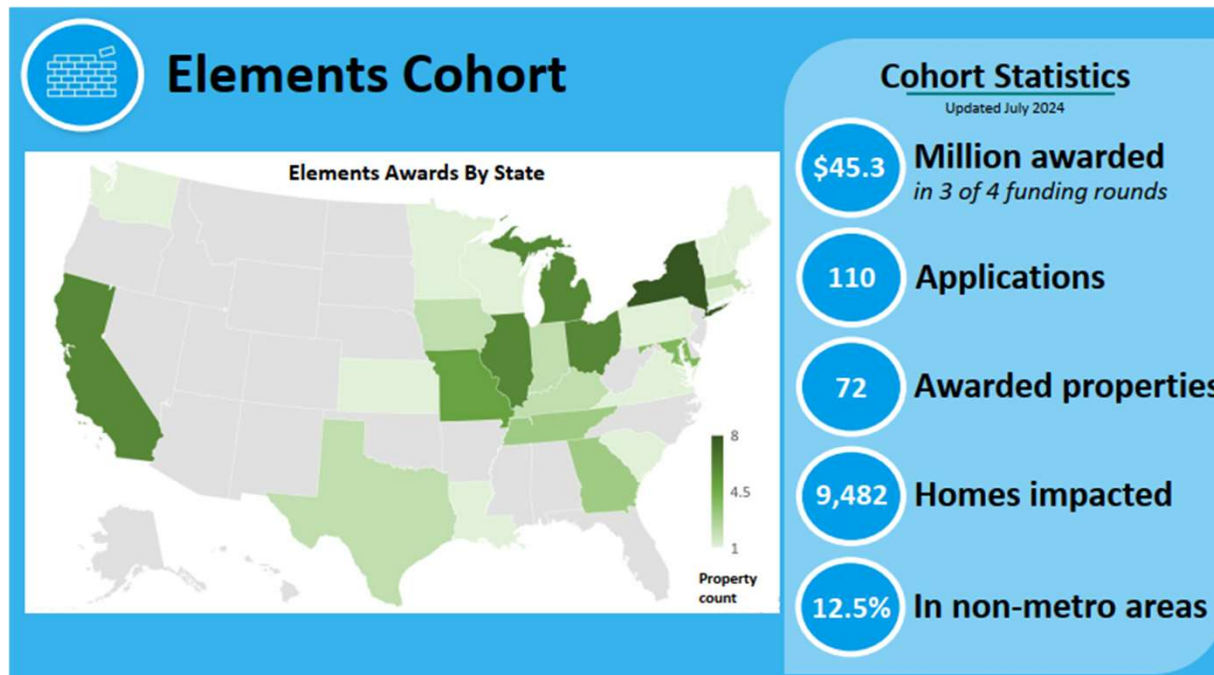 Elements Cohort
Elements Awards By State
8
4.5
1
Property
count
Cohort Statistics
Updated July 2024
$45.3
Million awarded
in 3 of 4 funding rounds
110
Applications
72
Awarded properties
9,482
Homes impacted
12.5%
In non-metro areas